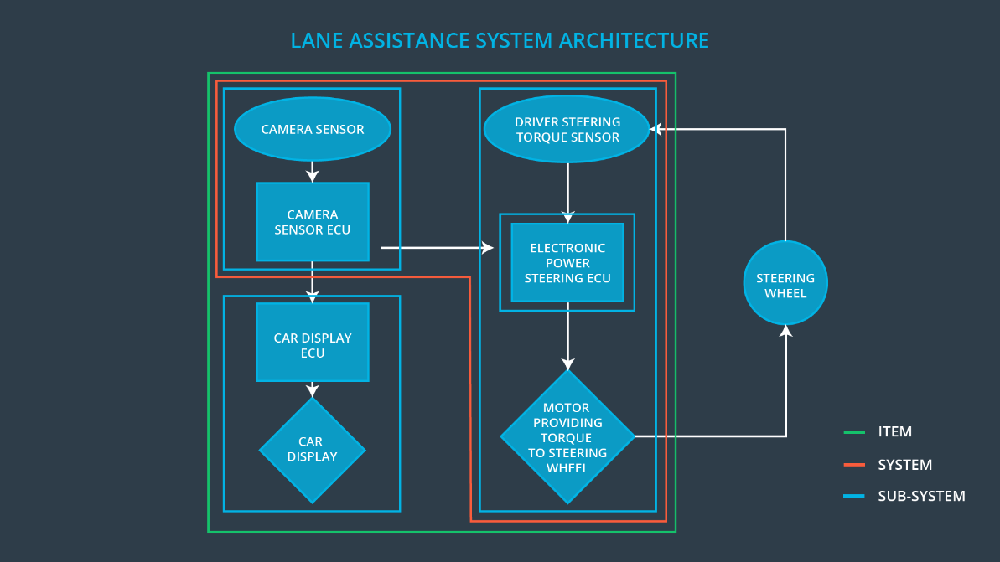 LANE ASSISTANCE SYSTEM ARCHITECTURE
CAMERA SENSOR
CAMERA
SENSOR ECU
CAR DISPLAY
ECU
CAR
DISPLAY
DRIVER STEERING
TORQUE SENSOR
ELECTRONIC
POWER
STEERING ECU
MOTOR
PROVIDING
TORQUE
TO STEERING
WHEEL
STEERING
WHEEL
ITEM
SYSTEM
SUB-SYSTEM